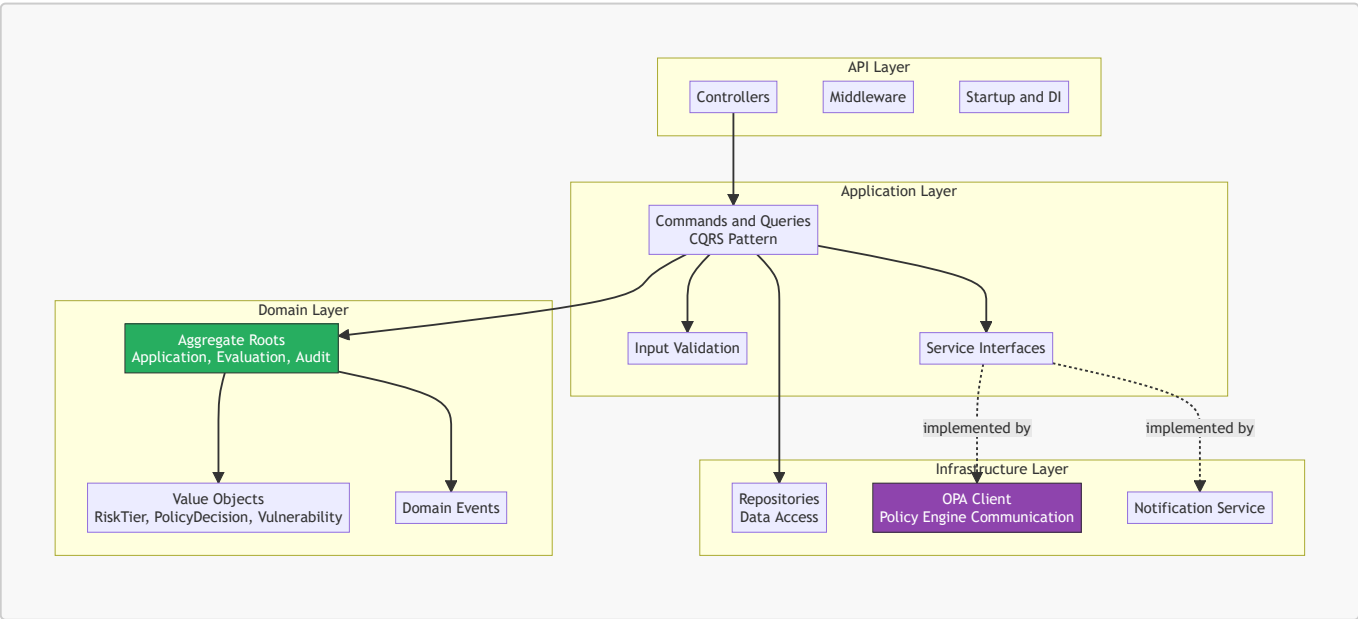 API Layer
Controllers
Middleware
Startup and DI
Application Layer
Commands and Queries
CQRS Pattern
Input Validation
Service Interfaces
Domain Layer
Aggregate Roots
Application, Evaluation, Audit
Value Objects
RiskTier, PolicyDecision, Vulnerability
Domain Events
implemented by
implemented by
Infrastructure Layer
Repositories
Data Access
OPA Client
Policy Engine Communication
Notification Service